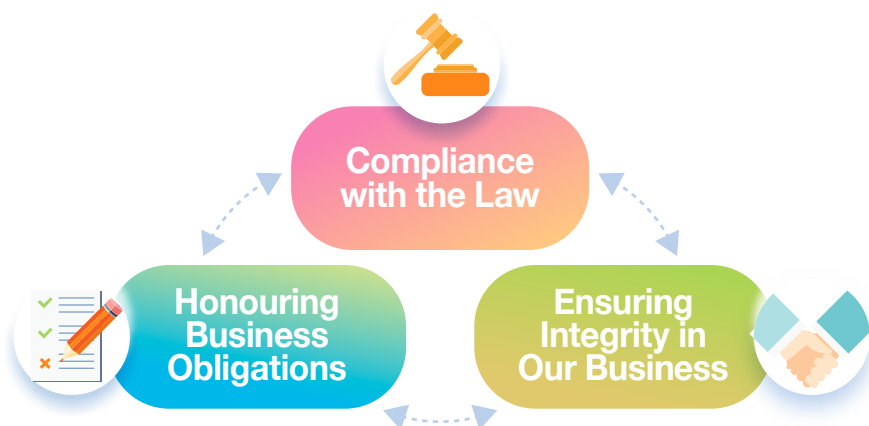 Compliance
with the Law
Honouring
Business
Obligations
Ensuring
Integrity in
Our Business